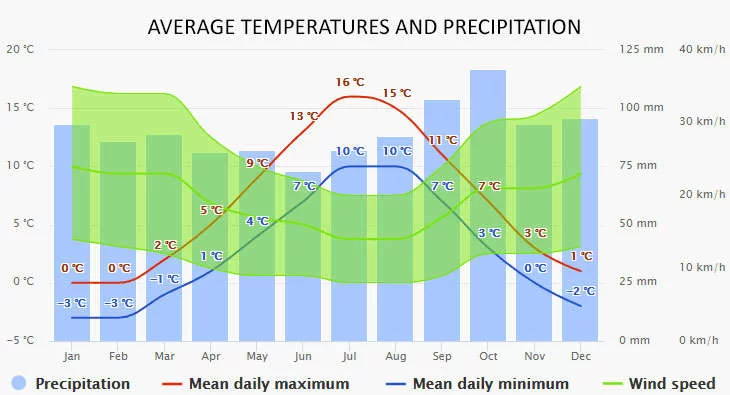 AVERAGE TEMPERATURES AND PRECIPITATION
20 °C 125 mm 40 km/h
16 °C
15 °C
15 °C 100 mm 30 km/h
13 °C
11 °C
10 °C 10 °C 10 °C 75 mm
9 °C
7 °C 7 °C 7 °C 20 km/h
5 °C
5 °C 4 °C 50 mm
3 °C 3 °C
2 °C
1 °C 1 °C
0 °C 0 °C 0 °C 10 km/h
0 °C −1 °C 25 mm
−2 °C
−3 °C −3 °C
−5 °C 0 mm 0 km/h
Jan Feb Mar Apr May Jun Jul Aug Sep Oct Nov Dec
Precipitation Mean daily maximum Mean daily minimum Wind speed